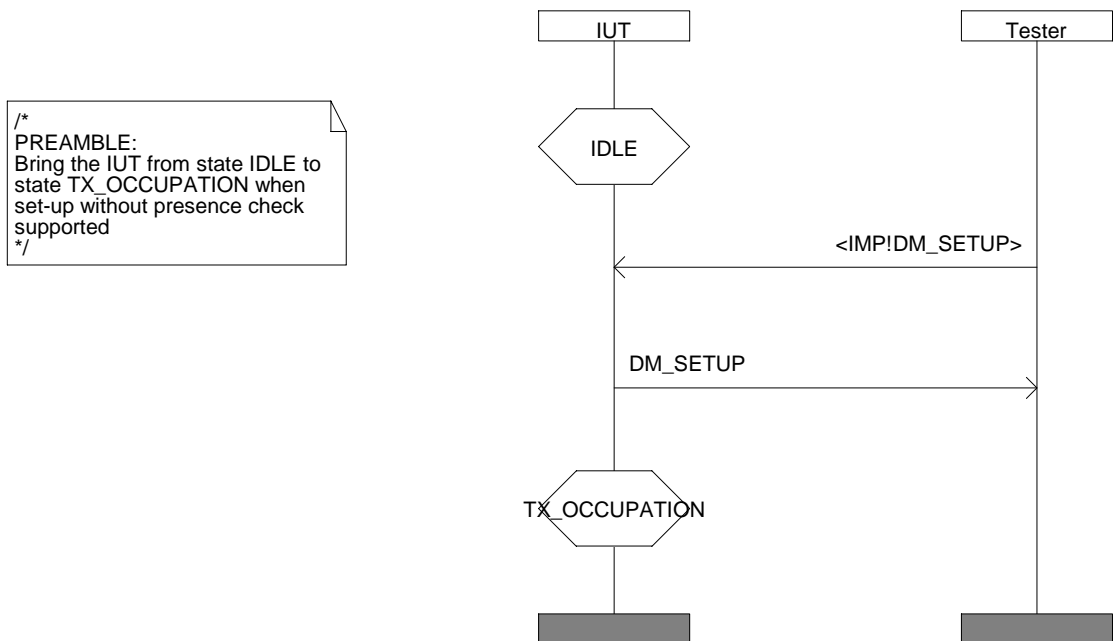 IUT
Tester
/*
PREAMBLE:
Bring the IUT from state IDLE to
state TX_OCCUPATION when
set-up without presence check
supported
*/
IDLE
<IMP!DM_SETUP>
DM_SETUP
TX_OCCUPATION